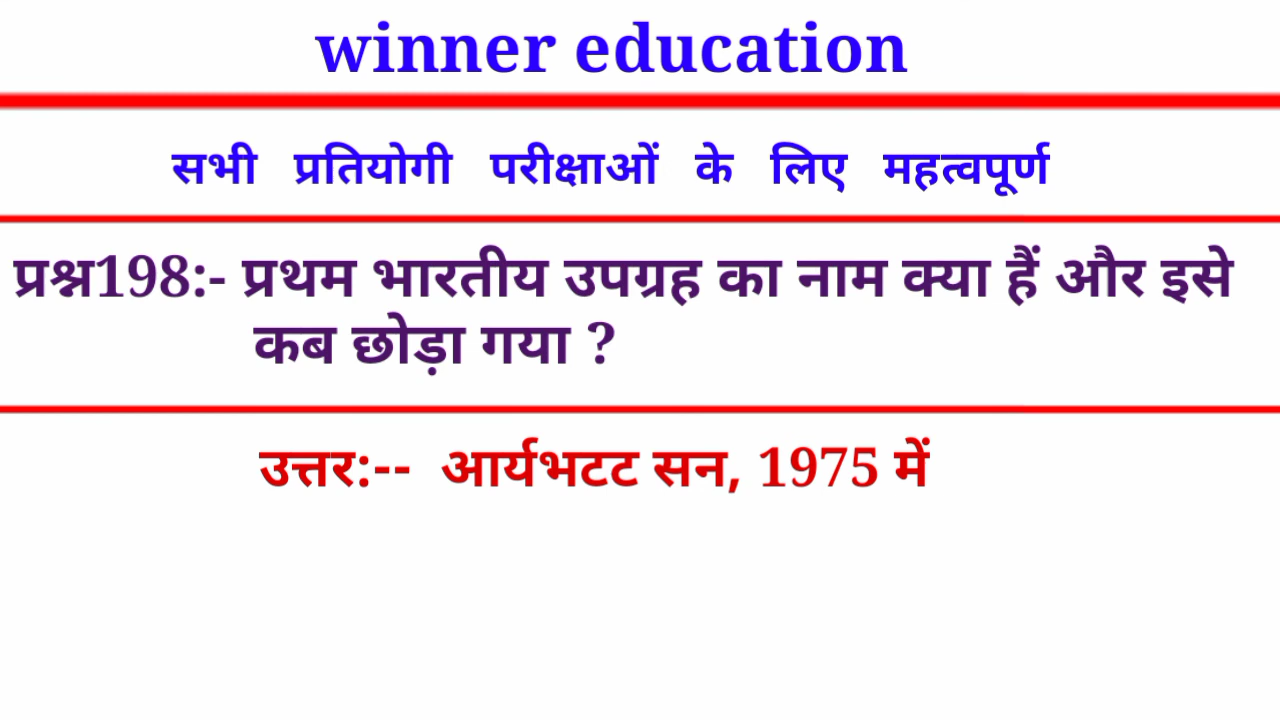 winner education
सभी प्रतियोगी परीक्षाओं के लिए महत्वपूर्ण
प्रश्न198:- प्रथम भारतीय उपग्रह का नाम क्या हैं और इसे
कब छोड़ा गया ?
उत्तर:-- आर्यभटट सन, 1975 में